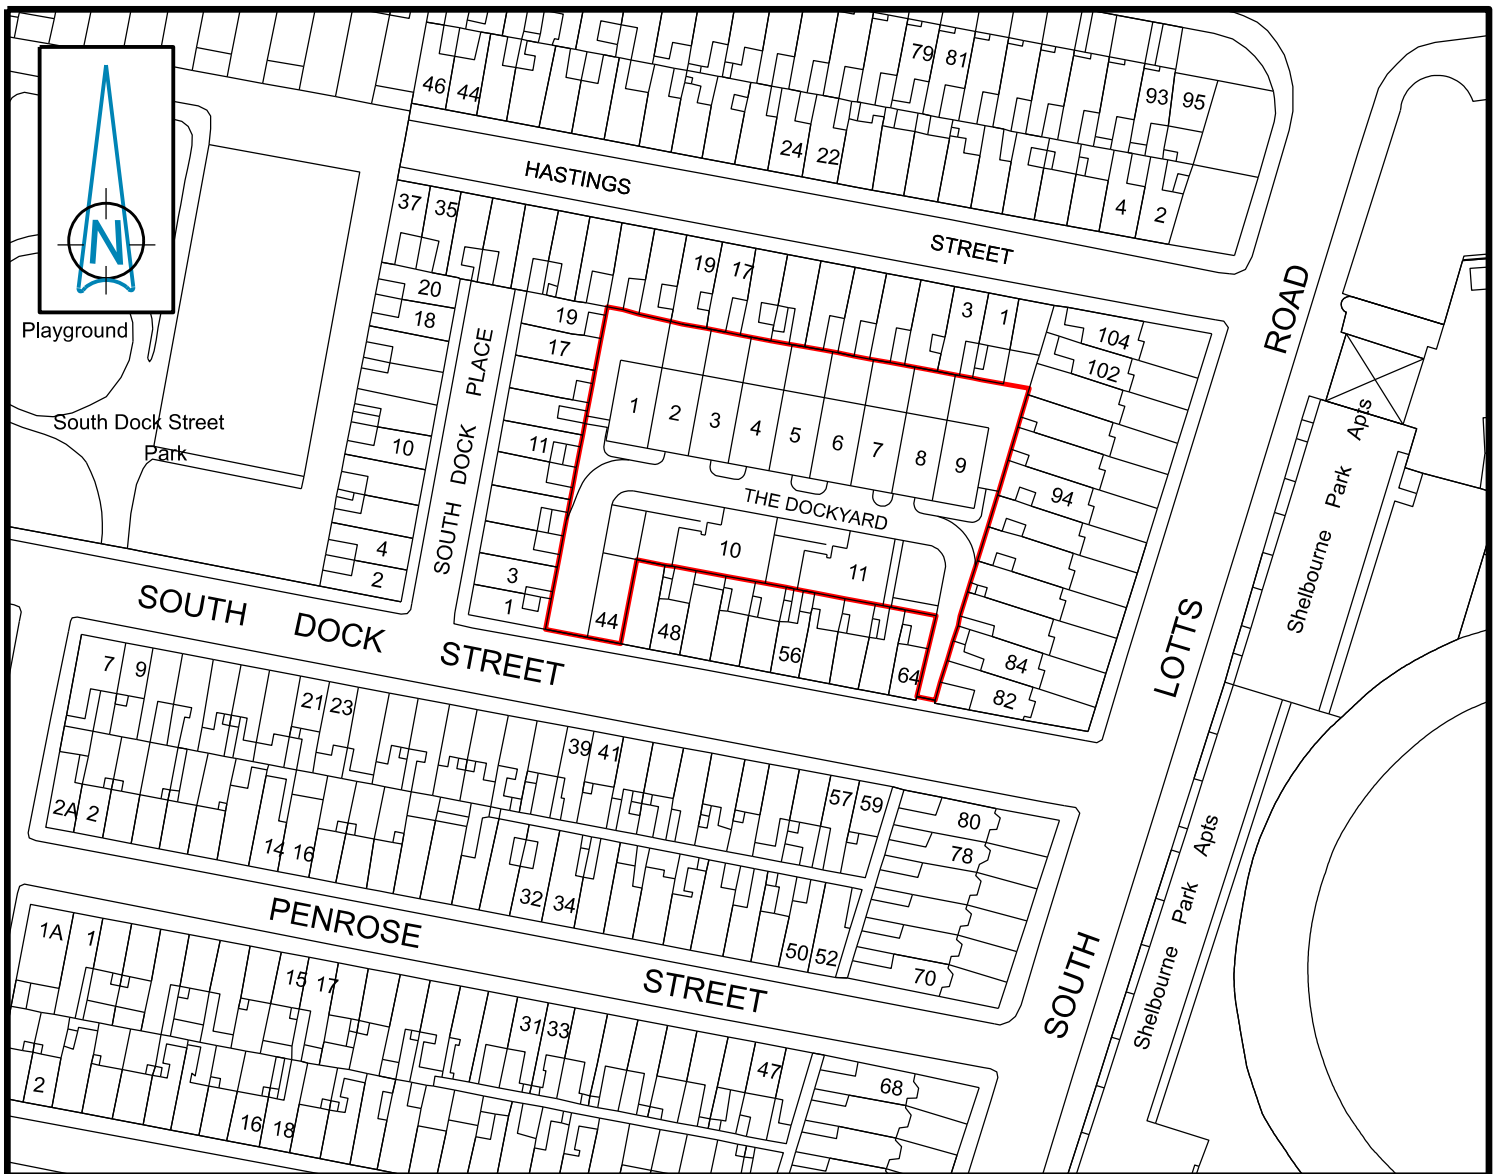 79 81
46 44
93 95
24 22
HASTINGS
4 2
37 35
STREET
N
19 17
ROAD
20
3 1
19
18
104
Playground
17
102
PLACE
1 2 3 4 5 6 7 8 9
South Dock Street
Park
10
11
DOCK
94
THE DOCKYARD
Shelbourne Park Apts
SOUTH
4
10
11
2
3
1
44
48
56
64
84
82
SOUTH DOCK STREET
LOTTS
7 9
21 23
39 41
57 59
2A 2
80
14 16
78
32 34
50 52
70
PENROSE
STREET
Shelbourne Park Apts
SOUTH
1A 1
15 17
31 33
47
68
2
16 18